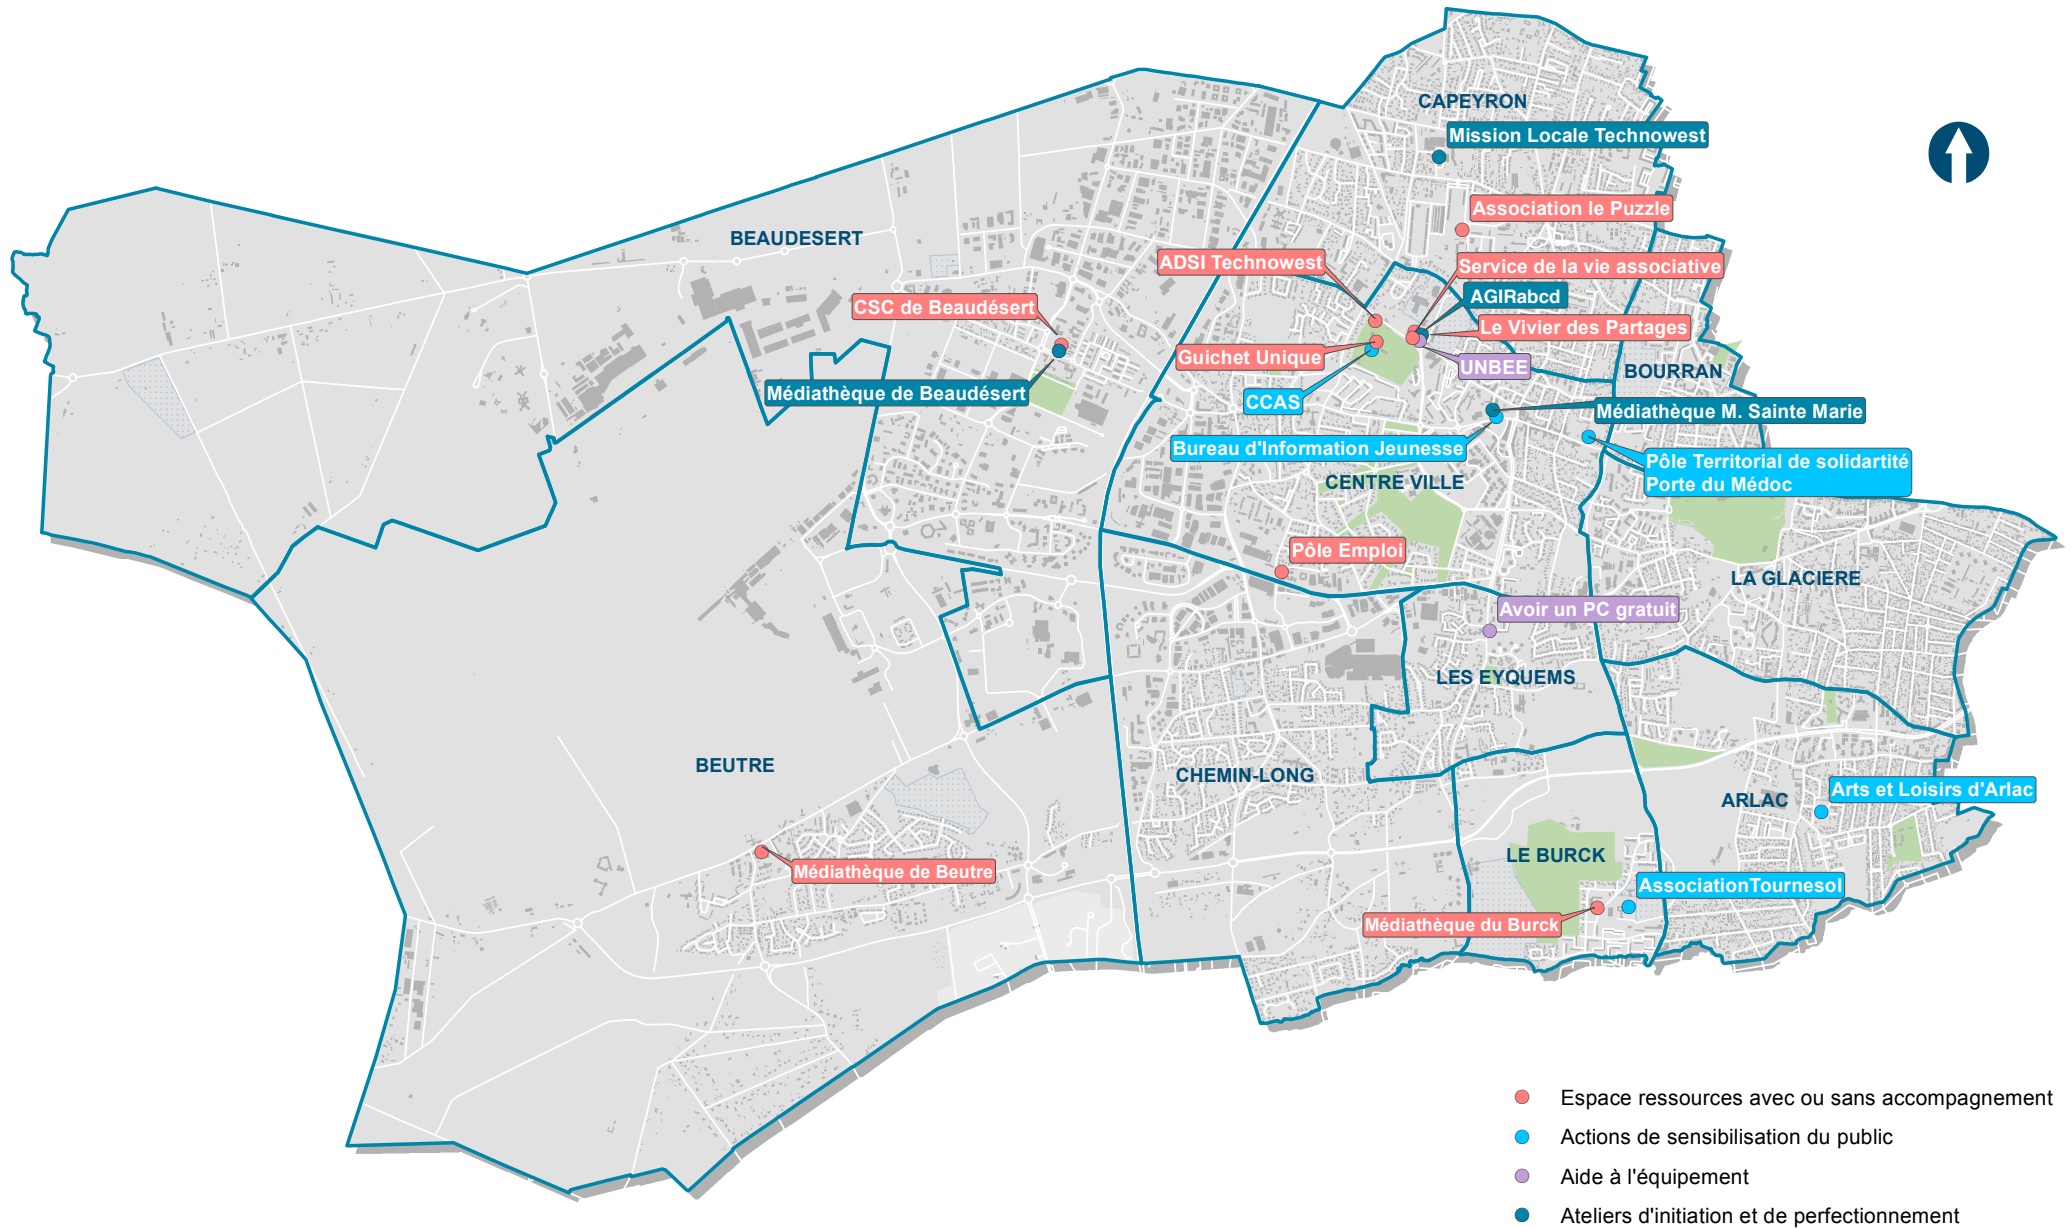 CAPEYRON
Mission Locale Technowest
Association le Puzzle
BEAUDESERT
ADSI Technowest
Service de la vie associative
AGIRabcd
CSC de Beaudésert
Le Vivier des Partages
Guichet Unique
UNBEE
BOURRAN
Médiathèque de Beaudésert
CCAS
Médiathèque M. Sainte Marie
Bureau d'Information Jeunesse
Pôle Territorial de solidartité
Porte du Médoc
CENTRE VILLE
Pôle Emploi
LA GLACIERE
Avoir un PC gratuit
LES EYQUEMS
BEUTRE
CHEMIN-LONG
Arts et Loisirs d'Arlac
ARLAC
LE BURCK
Médiathèque de Beutre
AssociationTournesol
Médiathèque du Burck
Espace ressources avec ou sans accompagnement
Actions de sensibilisation du public
Aide à l'équipement
Ateliers d'initiation et de perfectionnement